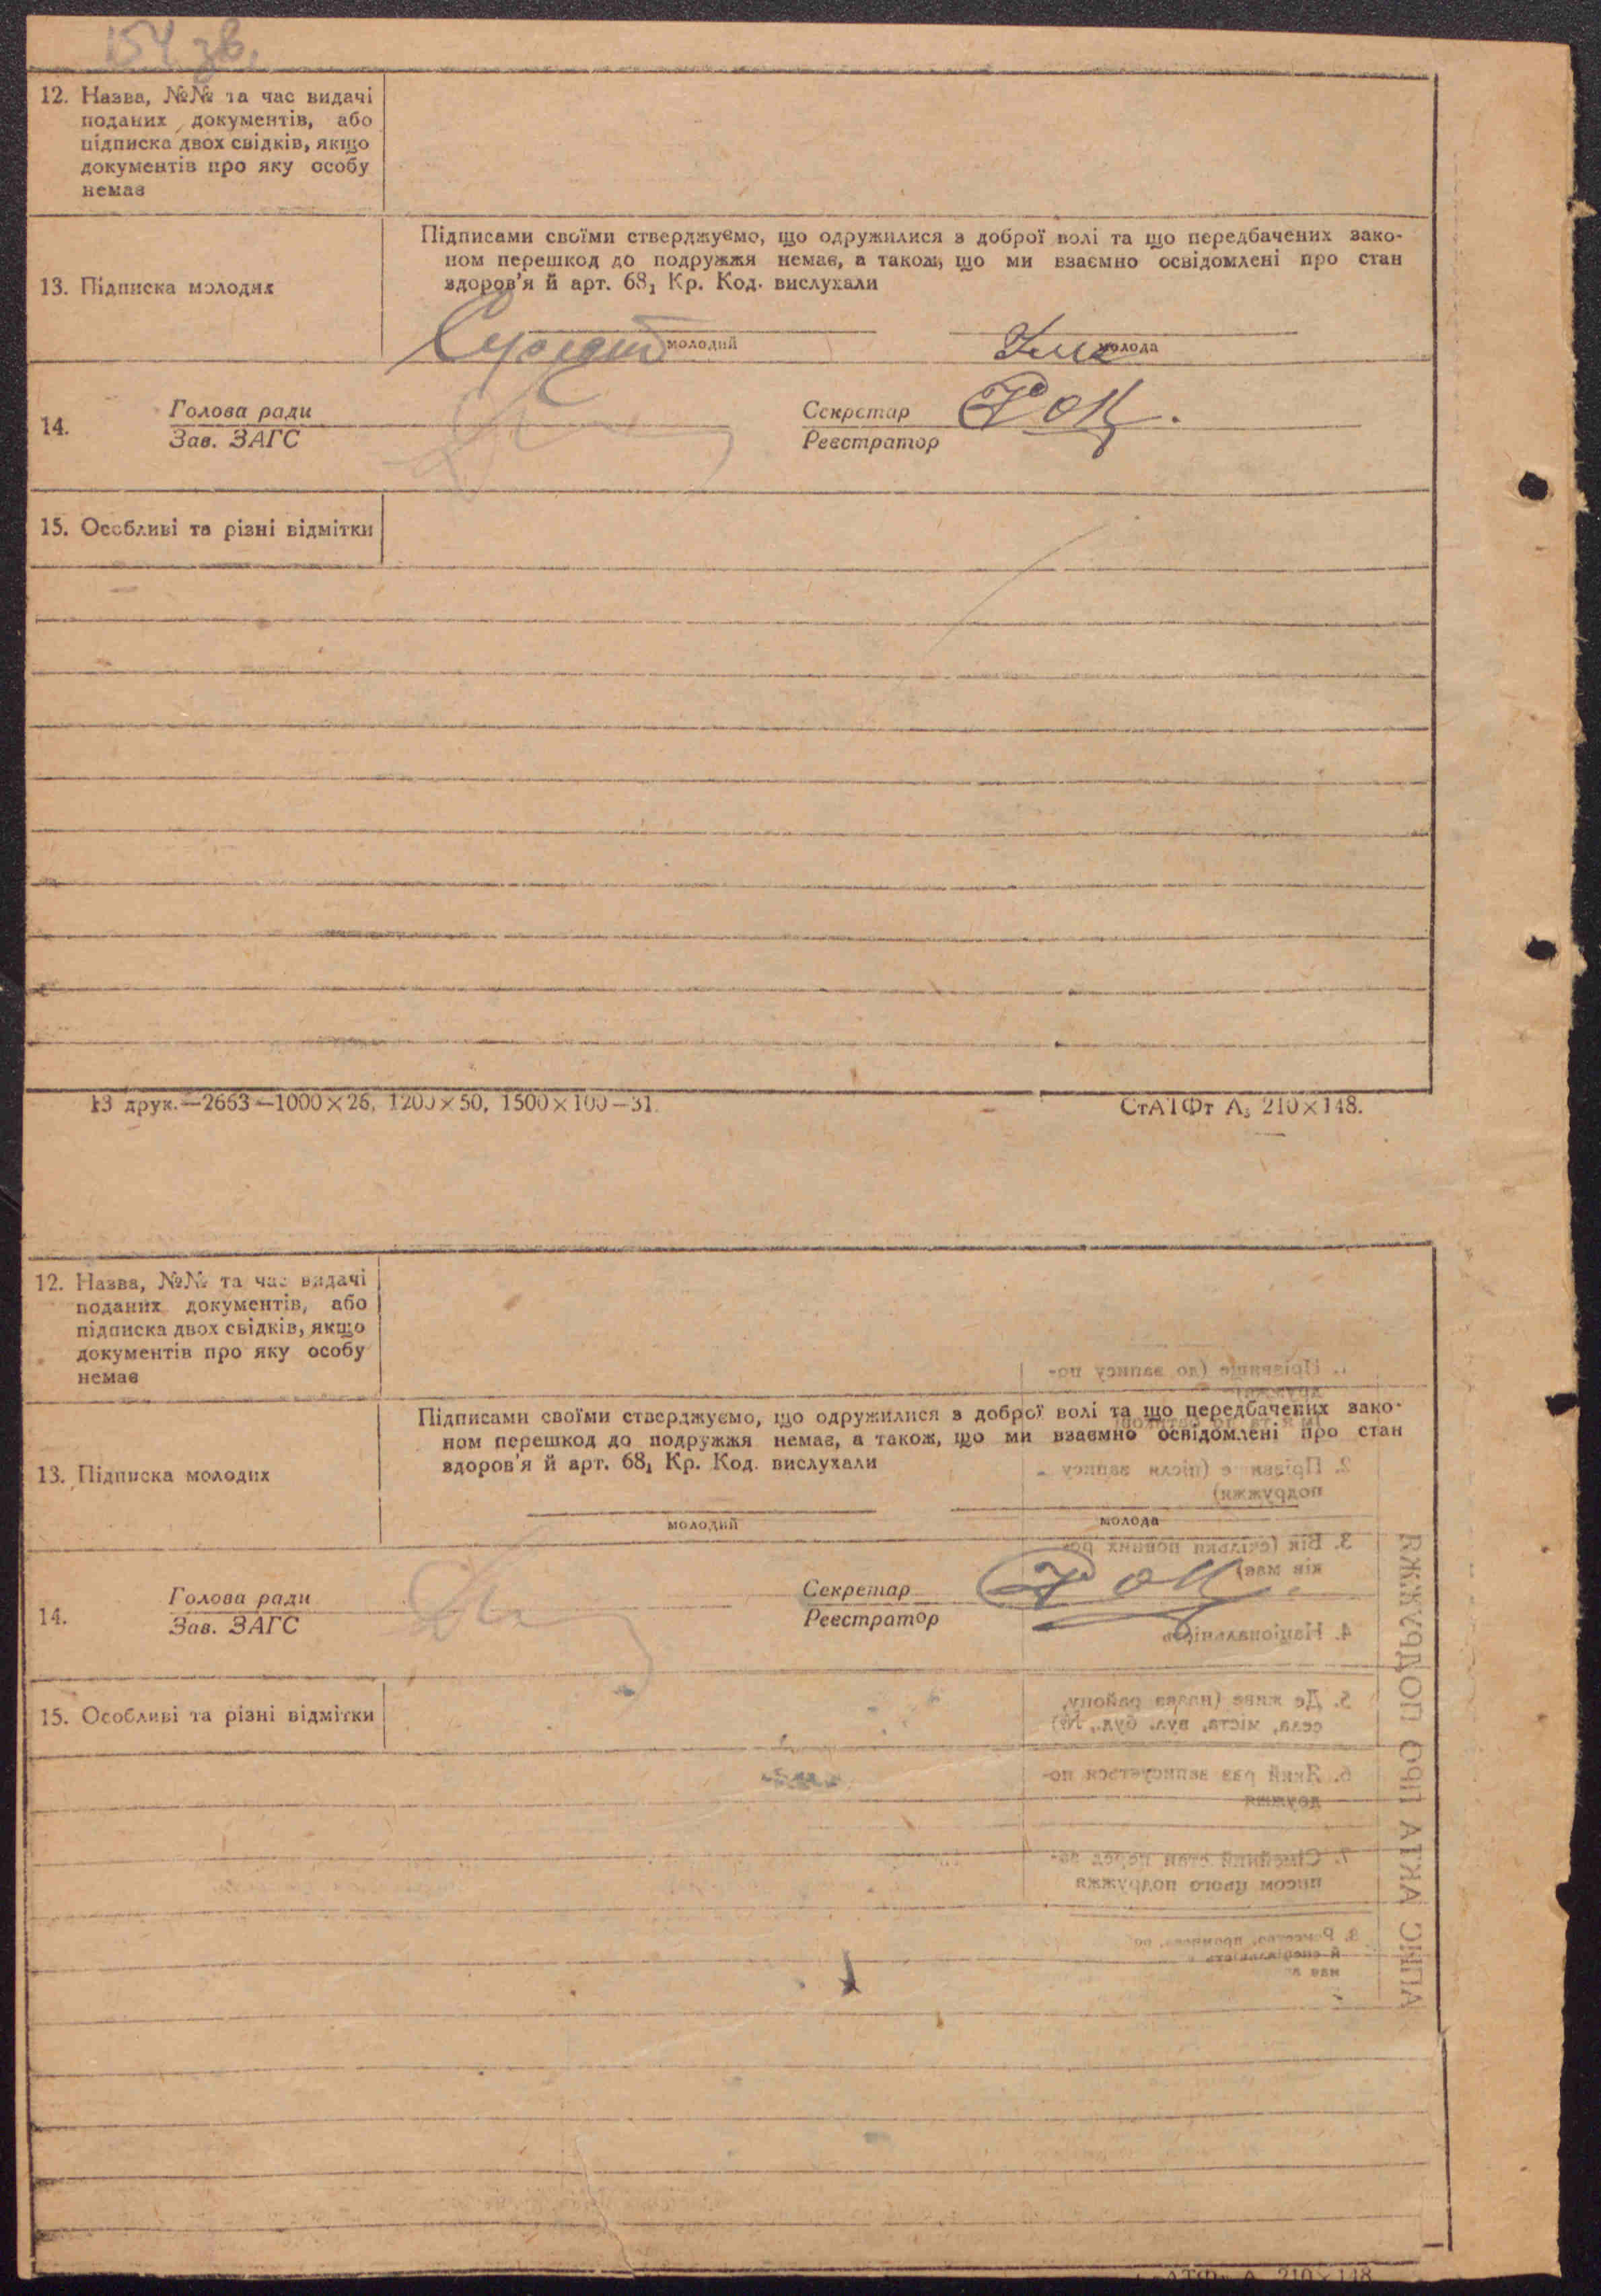 154 зв.
12. Назва, №№ та час видачі
поданих документів, або
підписка двох свідків, якщо
документів про яку особу
немає
13. Підписка молодих
Підписами своїми стверджуємо, що одружилися з доброї волі та що передбачених зако-
ном перешкод до подружжя немає, а також, що ми взаємно освідомлені про стан
здоров'я й арт. 68, Кр. Код. вислухали
молодий
молода
14.
Голова ради
Зав. ЗАГС
Секретар
Реєстратор
15. Особливі та різні відмітки
13 друк.—2663—1000×26, 1200×50, 1500×100—31.
СтАТФт А5 210×148.
12. Назва, №№ та час видачі
поданих документів, або
підписка двох свідків, якщо
документів про яку особу
немає
13. Підписка молодих
Підписами своїми стверджуємо, що одружилися з доброї волі та що передбачених зако-
ном перешкод до подружжя немає, а також, що ми взаємно освідомлені про стан
здоров'я й арт. 68, Кр. Код. вислухали
молодий
молода
14.
Голова ради
Зав. ЗАГС
Секретар
Реєстратор
15. Особливі та різні відмітки
210×148